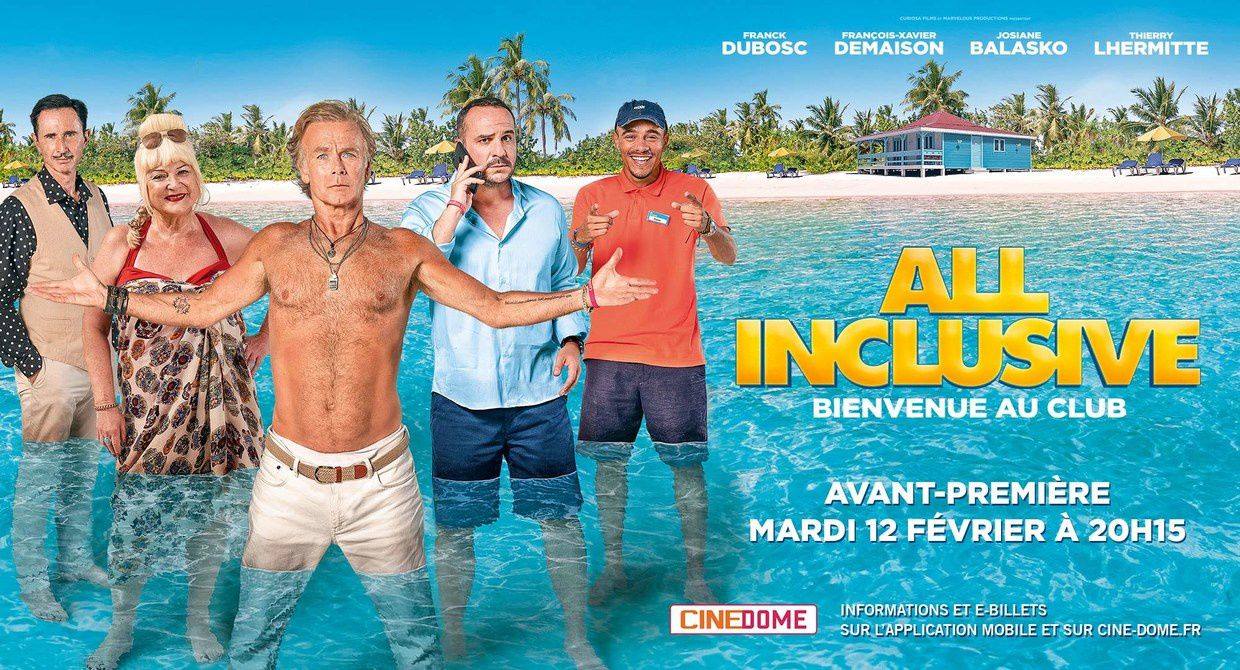 CURIOSA FILMS ET MARVELOUS PRODUCTIONS PRÉSENTENT
FRANCK
DUBOSC
FRANÇOIS-XAVIER
DEMAISON
JOSIANE
BALASKO
THIERRY
LHERMITTE
ALL
INCLUSIVE
BIENVENUE AU CLUB
AVANT-PREMIÈRE
MARDI 12 FÉVRIER À 20H15
CINEDOME
INFORMATIONS ET E-BILLETS
SUR L'APPLICATION MOBILE ET SUR CINE-DOME.FR